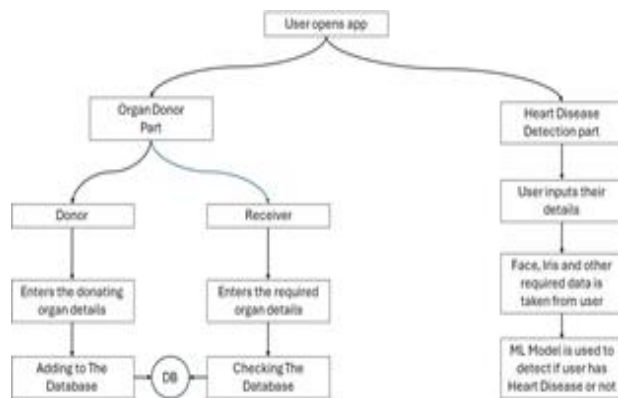 User opens app
Organ Donor
Part
Heart Disease
Detection part
Donor
Receiver
User inputs their
details
Enters the donating
organ details
Enters the required
organ details
Face, Iris and other
required data is
taken from user
Adding to The
Database
DB
Checking The
Database
ML Model is used to
detect if user has
Heart Disease or not